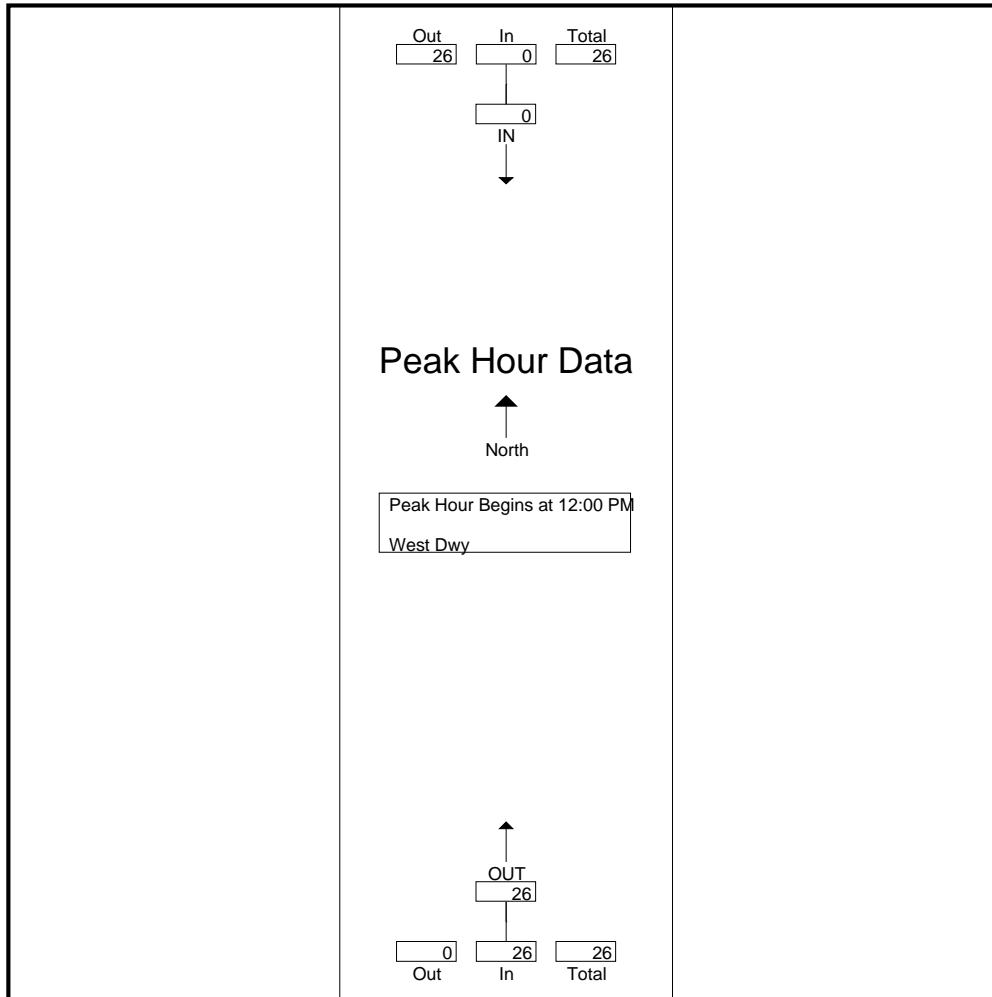 Out In Total
26 0 26
0
IN
Peak Hour Data
North
Peak Hour Begins at 12:00 PM
West Dwy
OUT
26
0 26 26
Out In Total